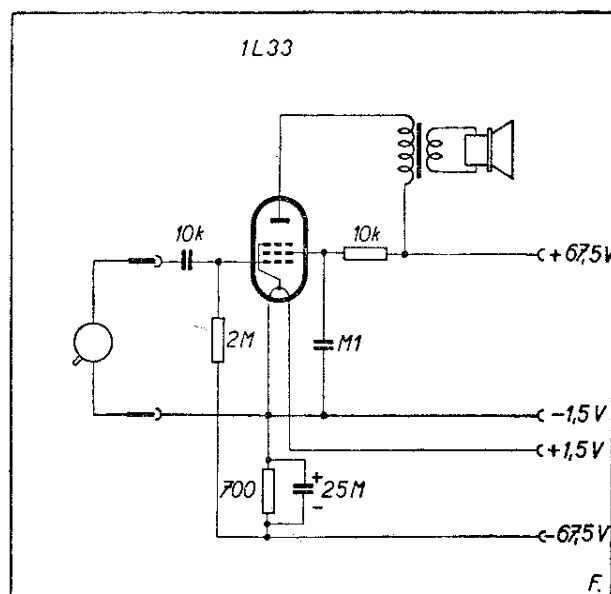 1L33
10k
10k
+67,5V
2M
M1
-1,5V
+1,5V
700
+
25M
-
-67,5V
F.